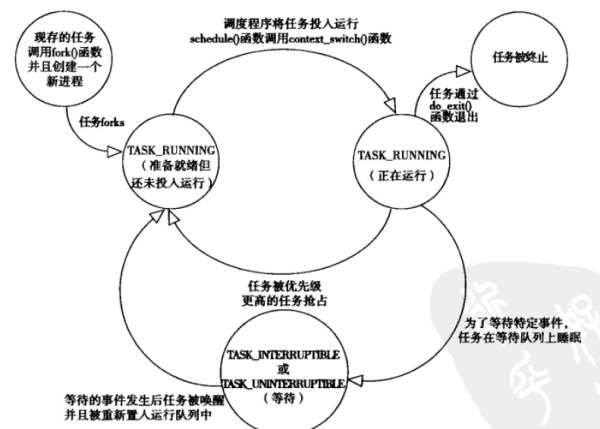 现存的任务
调用fork()函数
并且创建一个
新进程
调度程序将任务投入运行
schedule()函数调用context_switch()函数
任务被终止
任务forks
任务通过
do_exit()
函数退出
TASK_RUNNING
（准备就绪但
还未投入运行）
TASK_RUNNING
（正在运行）
任务被优先级
更高的任务抢占
为了等待特定事件，
任务在等待队列上睡眠
TASK_INTERRUPTIBLE
或
TASK_UNINTERRUPTIBLE
（等待）
等待的事件发生后任务被唤醒
并且被重新置入运行队列中